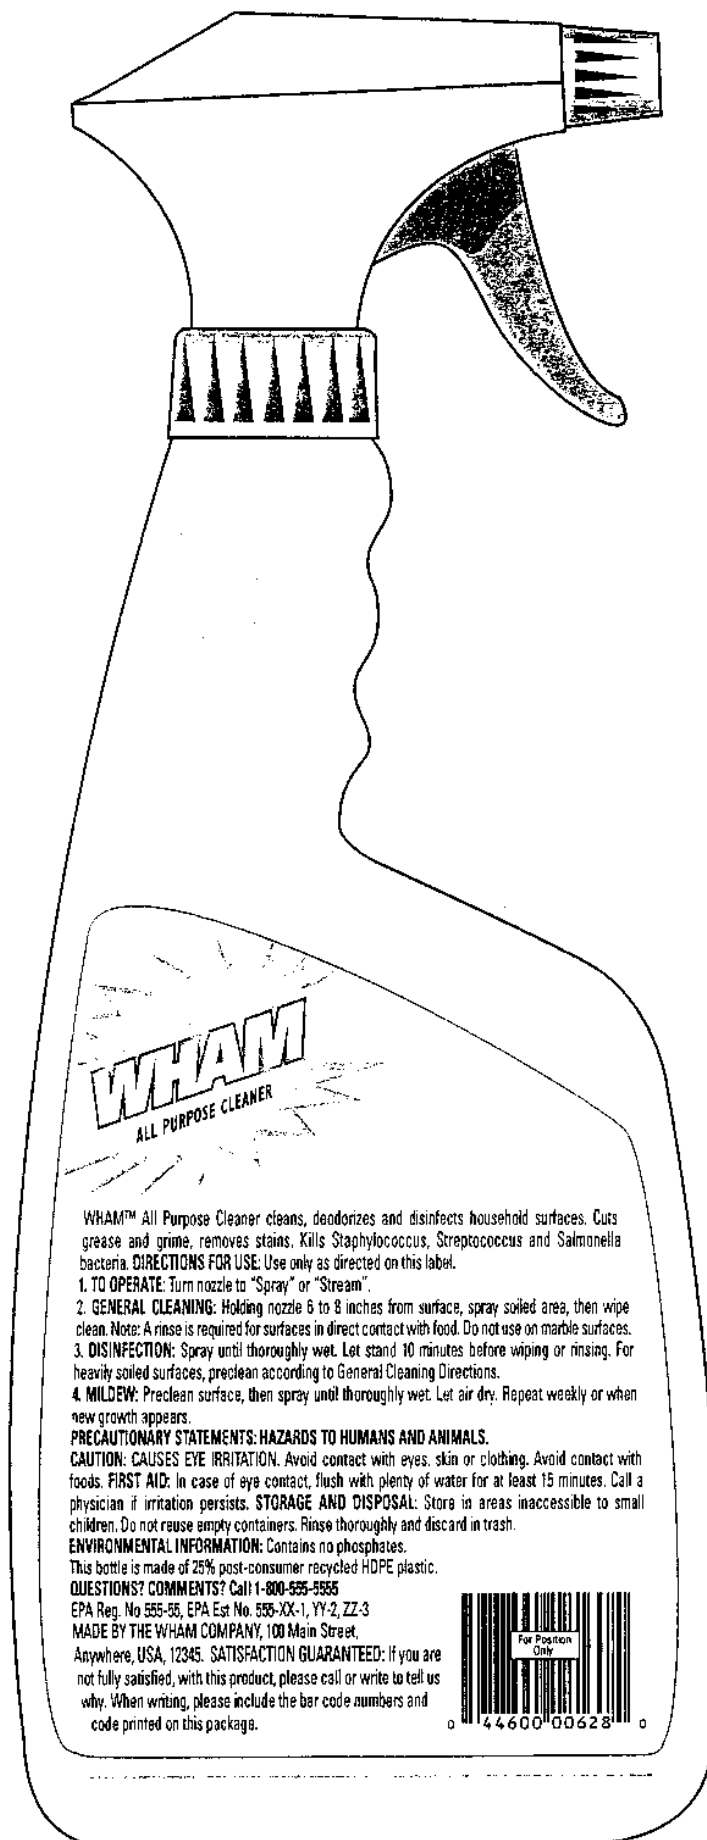 WHAM
ALL PURPOSE CLEANER
WHAM™ All Purpose Cleaner cleans, deodorizes and disinfects household surfaces. Cuts
grease and grime, removes stains. Kills Staphylococcus, Streptococcus and Salmonella
bacteria. DIRECTIONS FOR USE: Use only as directed on this label.
1. TO OPERATE: Turn nozzle to "Spray" or "Stream".
2. GENERAL CLEANING: Holding nozzle 6 to 8 inches from surface, spray soiled area, then wipe
clean. Note: A rinse is required for surfaces in direct contact with food. Do not use on marble surfaces.
3. DISINFECTION: Spray until thoroughly wet. Let stand 10 minutes before wiping or rinsing. For
heavily soiled surfaces, preclean according to General Cleaning Directions.
4. MILDEW: Preclean surface, then spray until thoroughly wet. Let air dry. Repeat weekly or when
new growth appears.
PRECAUTIONARY STATEMENTS: HAZARDS TO HUMANS AND ANIMALS.
CAUTION: CAUSES EYE IRRITATION. Avoid contact with eyes, skin or clothing. Avoid contact with
foods. FIRST AID: In case of eye contact, flush with plenty of water for at least 15 minutes. Call a
physician if irritation persists. STORAGE AND DISPOSAL: Store in areas inaccessible to small
children. Do not reuse empty containers. Rinse thoroughly and discard in trash.
ENVIRONMENTAL INFORMATION: Contains no phosphates.
This bottle is made of 25% post-consumer recycled HDPE plastic.
QUESTIONS? COMMENTS? Call 1-800-555-5555
EPA Reg. No 555-55, EPA Est No. 555-XX-1, YY-2, ZZ-3
MADE BY THE WHAM COMPANY, 100 Main Street,
Anywhere, USA, 12345. SATISFACTION GUARANTEED: If you are
not fully satisfied, with this product, please call or write to tell us
why. When writing, please include the bar code numbers and
code printed on this package.
For Position
Only
0 44600 00628 0